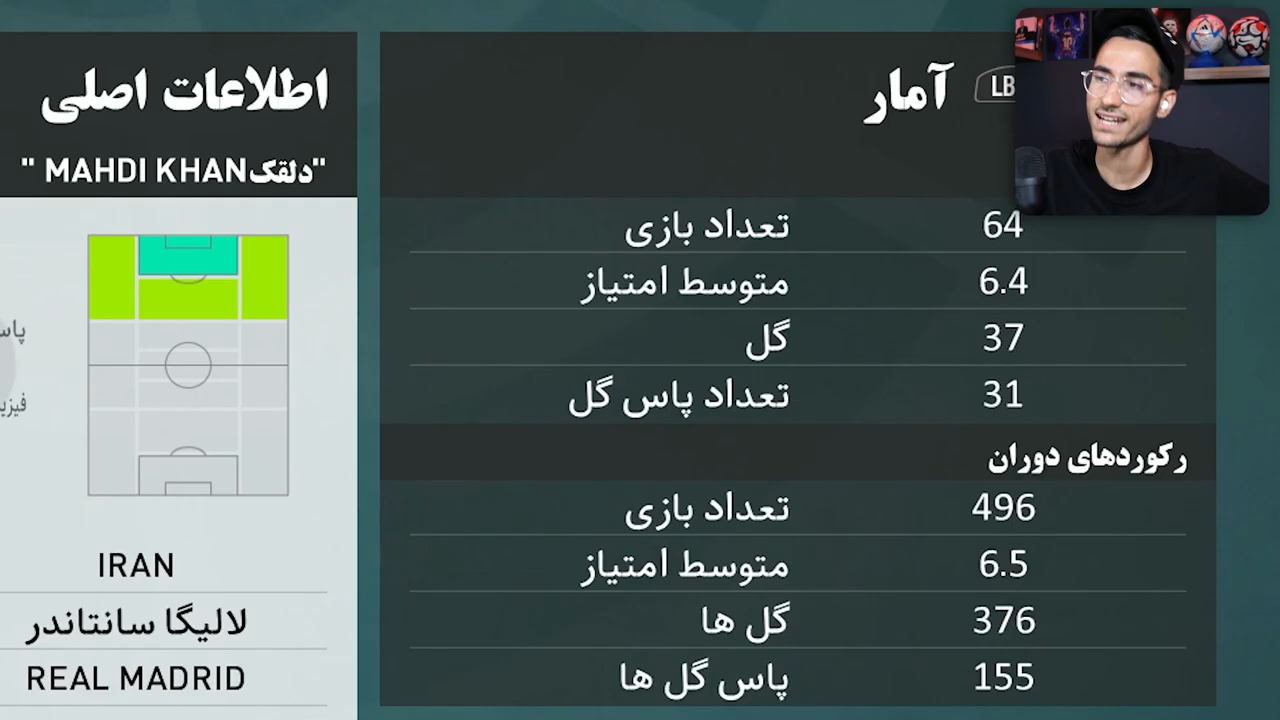 اطلاعات اصلی
"دلقک MAHDI KHAN "
IRAN
لالیگا سانتاندر
REAL MADRID
آمار
LB
تعداد بازی 64
متوسط امتیاز 6.4
گل 37
تعداد پاس گل 31
رکوردهای دوران
تعداد بازی 496
متوسط امتیاز 6.5
گل ها 376
پاس گل ها 155